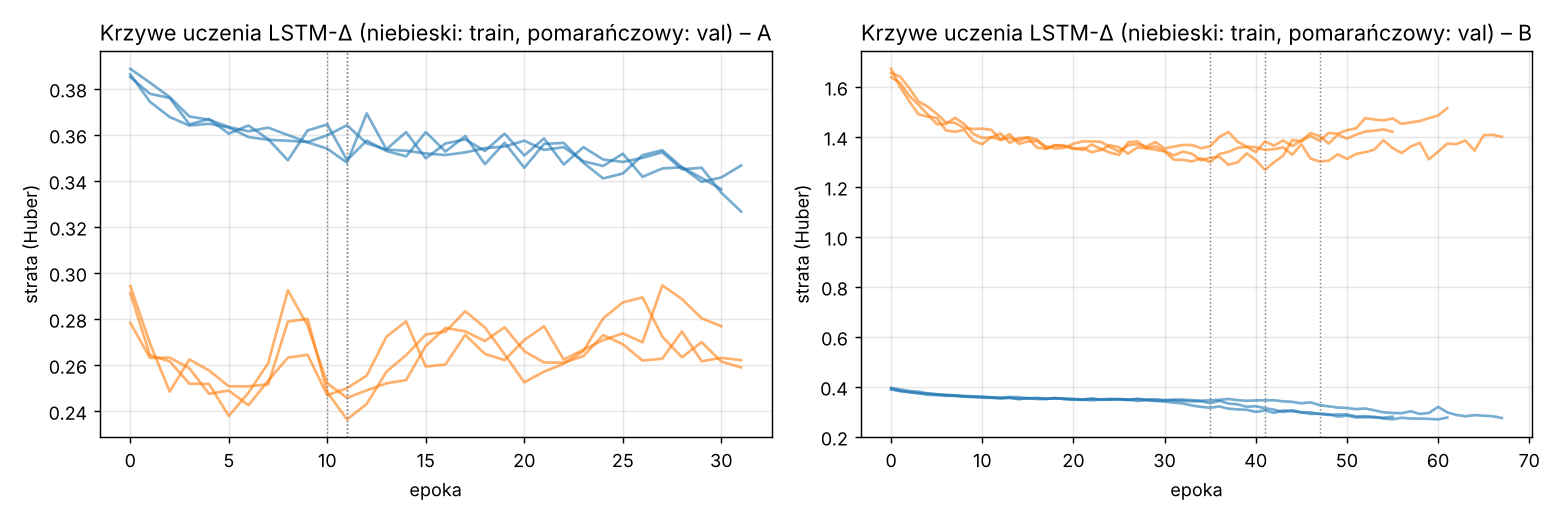 Krzywe uczenia LSTM-Δ (niebieski: train, pomarańczowy: val) – A
0.38
0.36
0.34
0.32
0.30
0.28
0.26
0.24
strata (Huber)
0 5 10 15 20 25 30
epoka
Krzywe uczenia LSTM-Δ (niebieski: train, pomarańczowy: val) – B
1.6
1.4
1.2
1.0
0.8
0.6
0.4
0.2
strata (Huber)
0 10 20 30 40 50 60 70
epoka